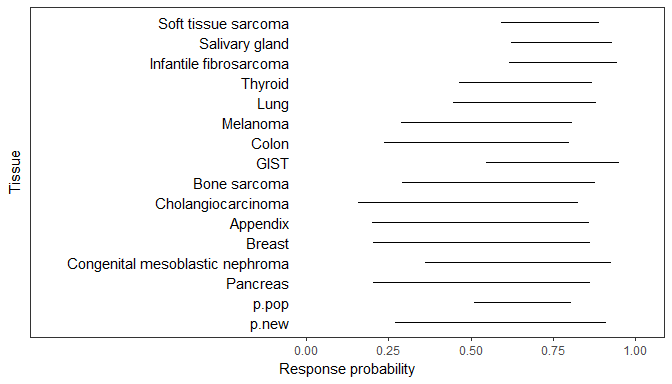 Soft tissue sarcoma
Salivary gland
Infantile fibrosarcoma
Thyroid
Lung
Melanoma
Colon
GIST
Bone sarcoma
Cholangiocarcinoma
Appendix
Breast
Congenital mesoblastic nephroma
Pancreas
p.pop
p.new
Tissue
0.00 0.25 0.50 0.75 1.00
Response probability